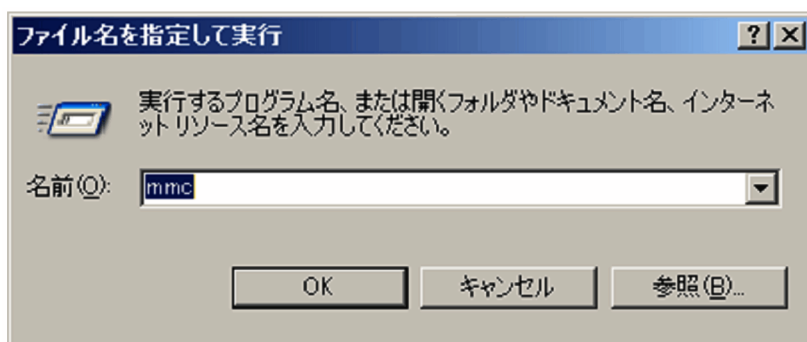 ファイル名を指定して実行
実行するプログラム名、または開くフォルダやドキュメント名、インターネ
ット リソース名を入力してください。
名前(O):
mmc
OK
キャンセル
参照(B)...